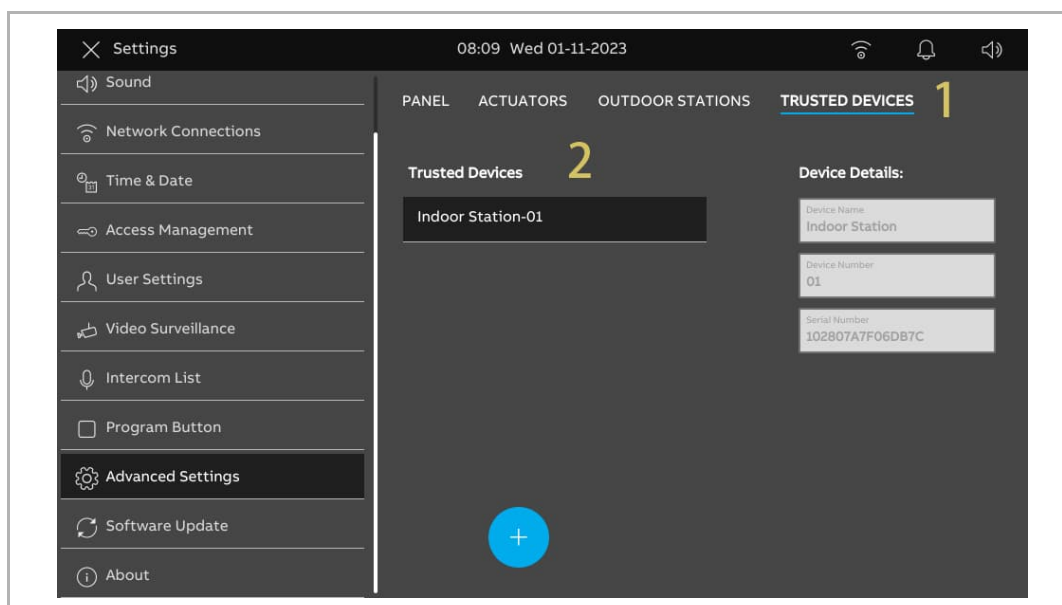 Settings
08:09 Wed 01-11-2023
Sound
Network Connections
Time & Date
Access Management
User Settings
Video Surveillance
Intercom List
Program Button
Advanced Settings
Software Update
About
PANEL ACTUATORS OUTDOOR STATIONS TRUSTED DEVICES 1
2
Trusted Devices
Indoor Station-01
+
Device Details:
Device Name
Indoor Station
Device Number
01
Serial Number
102807A7F06DB7C